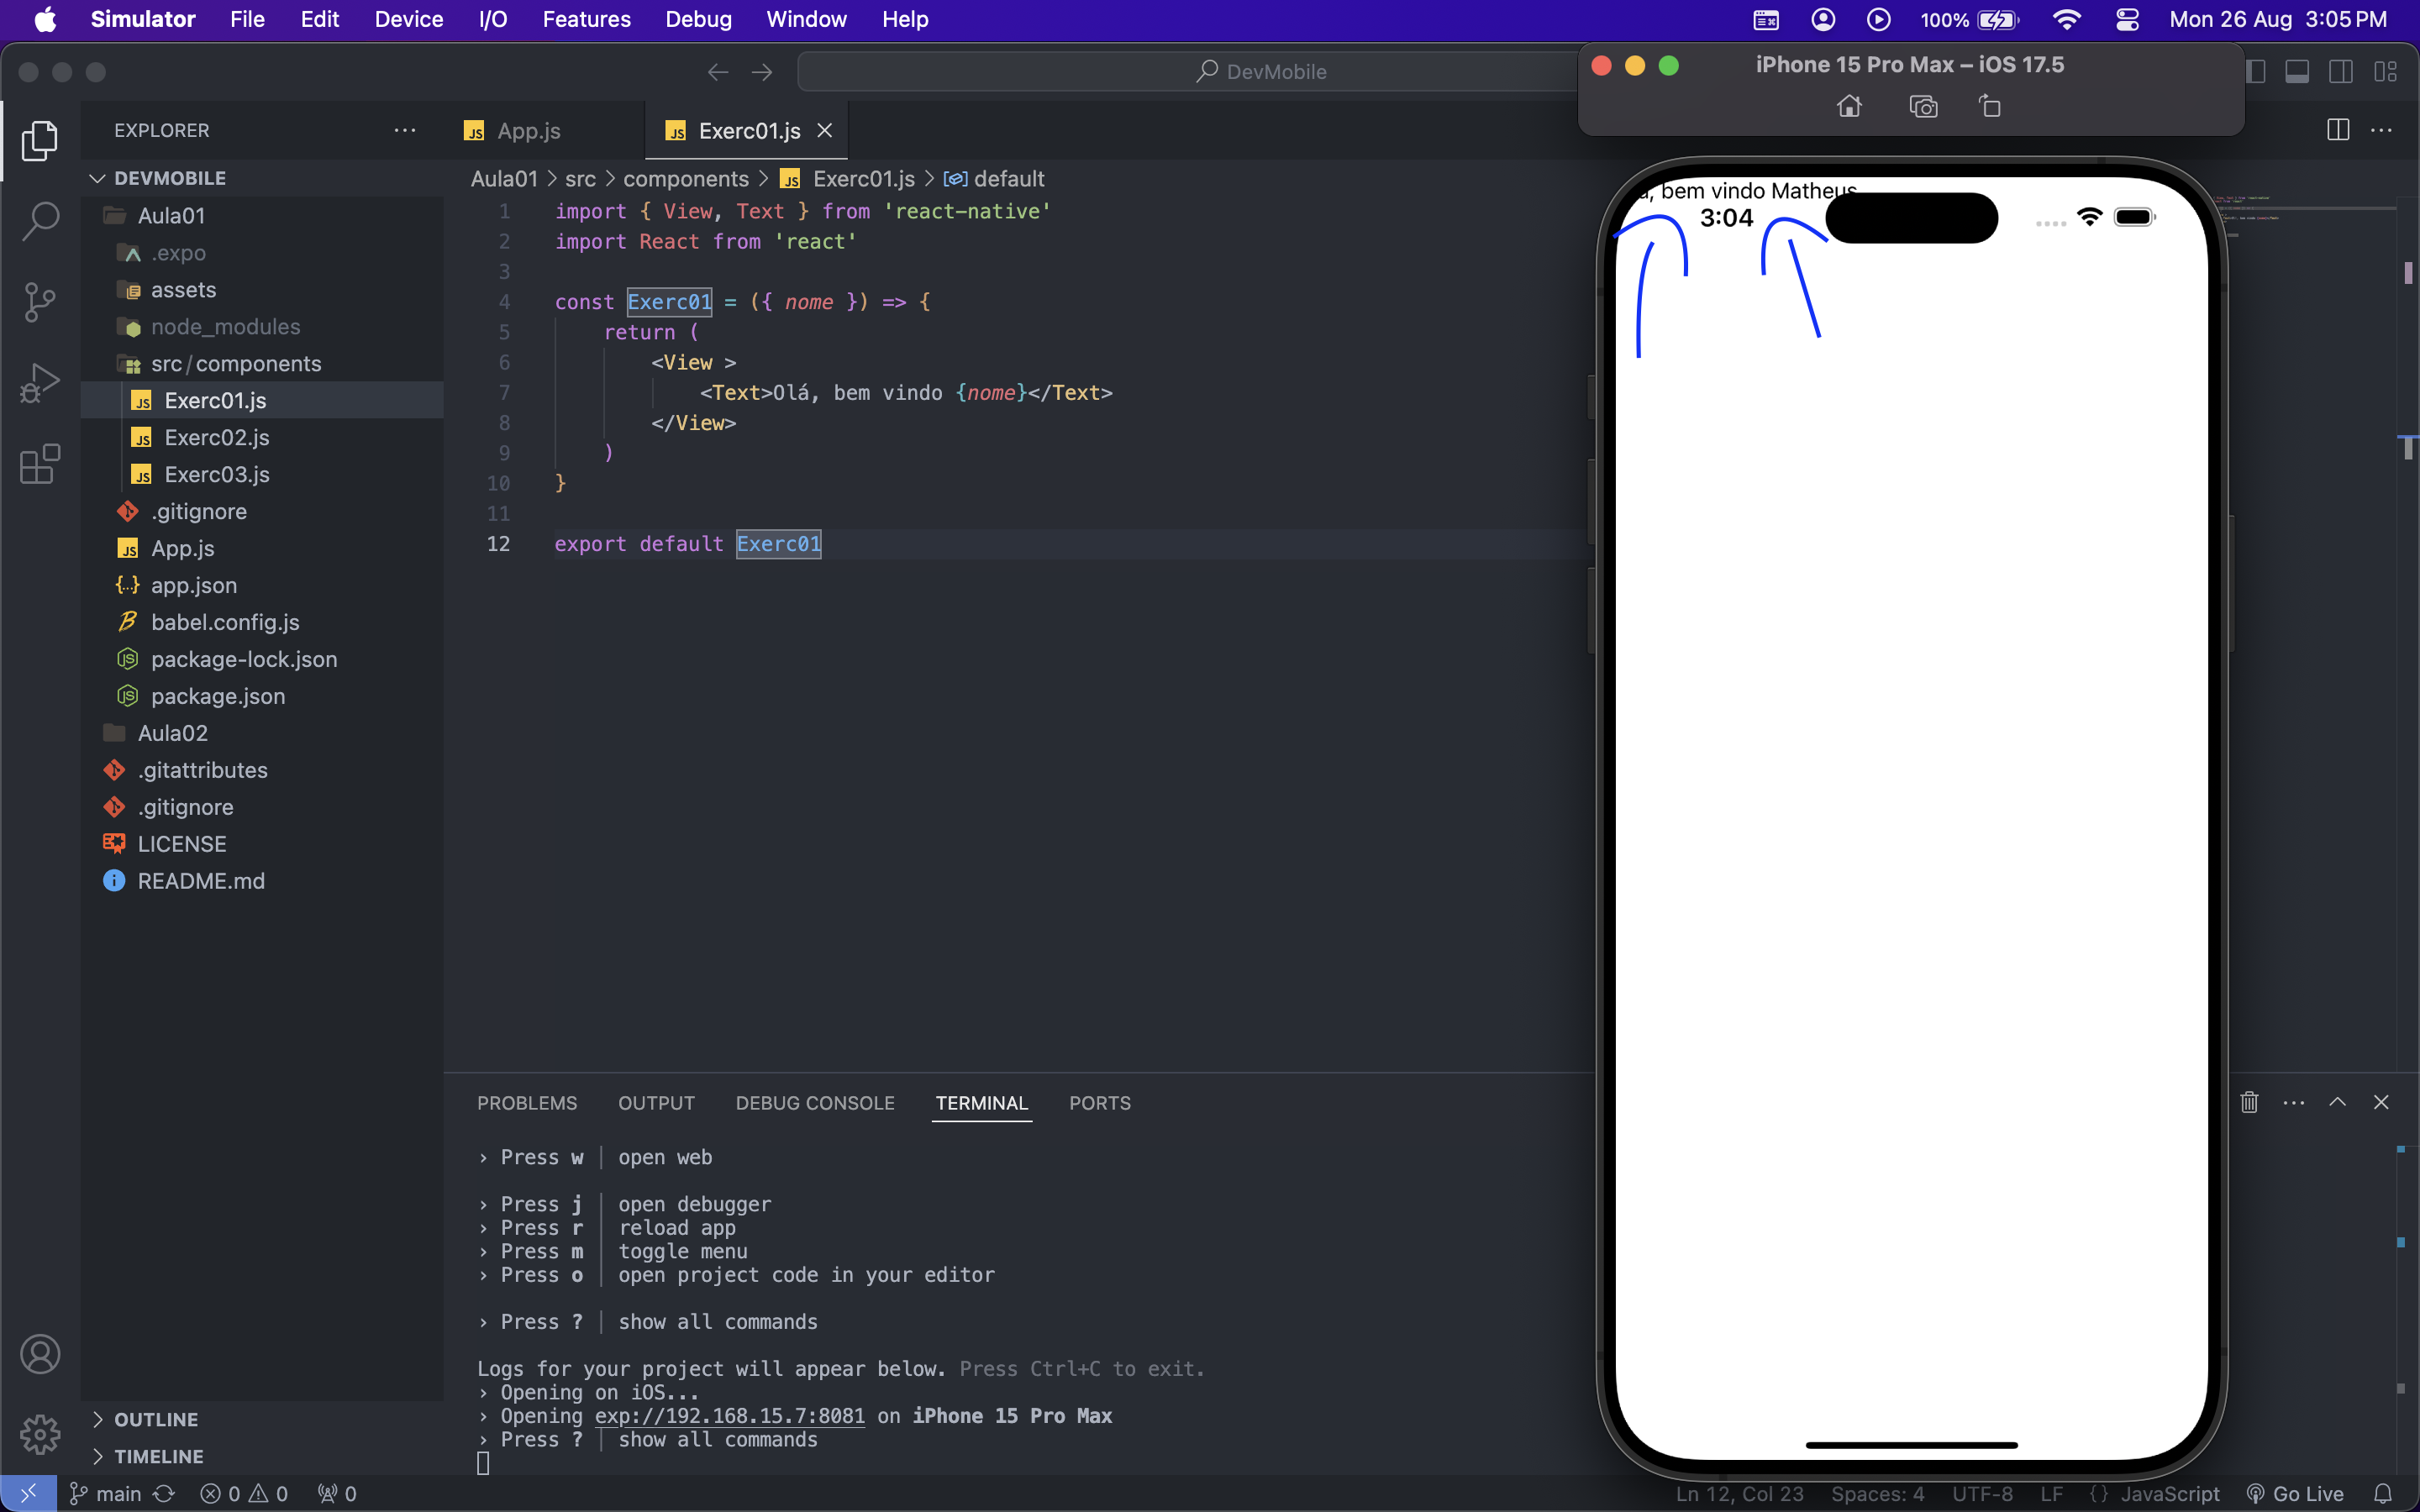 Simulator File Edit Device I/O Features Debug Window Help 100% Mon 26 Aug 3:05 PM
DevMobile
EXPLORER
DEVMOBILE
Aula01
.expo
assets
node_modules
src/components
Exerc01.js
Exerc02.js
Exerc03.js
.gitignore
App.js
app.json
babel.config.js
package-lock.json
package.json
Aula02
.gitattributes
.gitignore
LICENSE
README.md
OUTLINE
TIMELINE
JS App.js JS Exerc01.js
Aula01 > src > components > JS Exerc01.js > default
1 import { View, Text } from 'react-native'
2 import React from 'react'
3
4 const Exerc01 = ({ nome }) => {
5 return (
6 <View >
7 <Text>Olá, bem vindo {nome}</Text>
8 </View>
9 )
10 }
11
12 export default Exerc01
PROBLEMS OUTPUT DEBUG CONSOLE TERMINAL PORTS
› Press w │ open web
› Press j │ open debugger
› Press r │ reload app
› Press m │ toggle menu
› Press o │ open project code in your editor
› Press ? │ show all commands
Logs for your project will appear below. Press Ctrl+C to exit.
› Opening on iOS...
› Opening exp://192.168.15.7:8081 on iPhone 15 Pro Max
› Press ? │ show all commands
iPhone 15 Pro Max – iOS 17.5
, bem vindo Matheus
3:04
main 0 0 0 Ln 12, Col 23 Spaces: 4 UTF-8 LF {} JavaScript Go Live